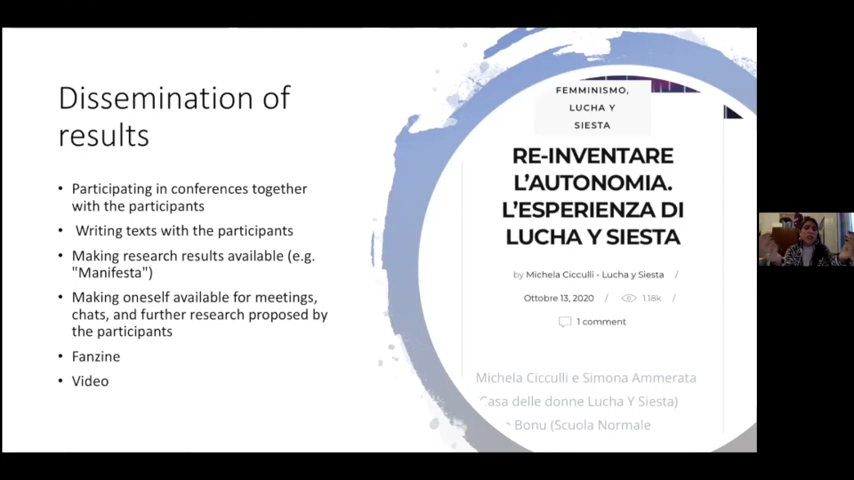 Dissemination of
results
• Participating in conferences together
with the participants
• Writing texts with the participants
• Making research results available (e.g.
"Manifesta")
• Making oneself available for meetings,
chats, and further research proposed by
the participants
• Fanzine
• Video
FEMMINISMO,
LUCHA Y
SIESTA
RE-INVENTARE
L'AUTONOMIA.
L'ESPERIENZA DI
LUCHA Y SIESTA
by Michela Cicculli - Lucha y Siesta /
Ottobre 13, 2020 / 1.18k /
1 comment
Michela Cicculli e Simona Ammerata
Casa delle donne Lucha Y Siesta)
Bonu (Scuola Normale